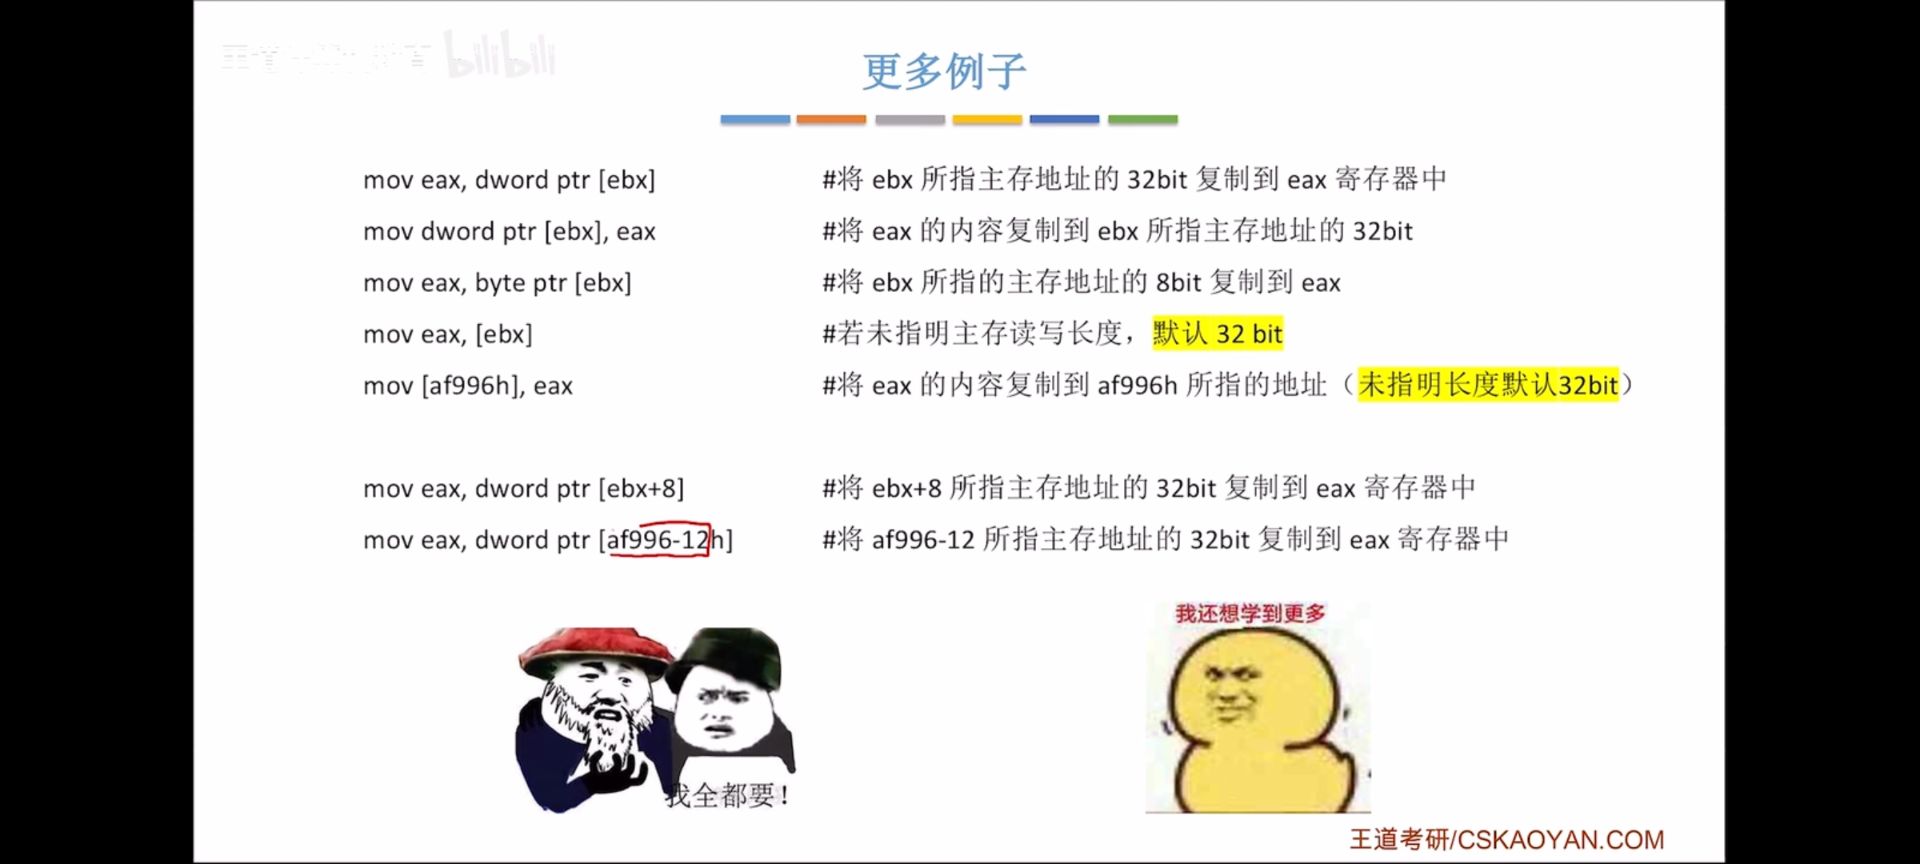 bilibili
更多例子
mov eax, dword ptr [ebx] #将 ebx 所指主存地址的 32bit 复制到 eax 寄存器中
mov dword ptr [ebx], eax #将 eax 的内容复制到 ebx 所指主存地址的 32bit
mov eax, byte ptr [ebx] #将 ebx 所指的主存地址的 8bit 复制到 eax
mov eax, [ebx] #若未指明主存读写长度，默认 32 bit
mov [af996h], eax #将 eax 的内容复制到 af996h 所指的地址（未指明长度默认32bit）
mov eax, dword ptr [ebx+8] #将 ebx+8 所指主存地址的 32bit 复制到 eax 寄存器中
mov eax, dword ptr [af996-12h] #将 af996-12 所指主存地址的 32bit 复制到 eax 寄存器中
我还想学到更多
我全都要！
王道考研/CSKAOYAN.COM